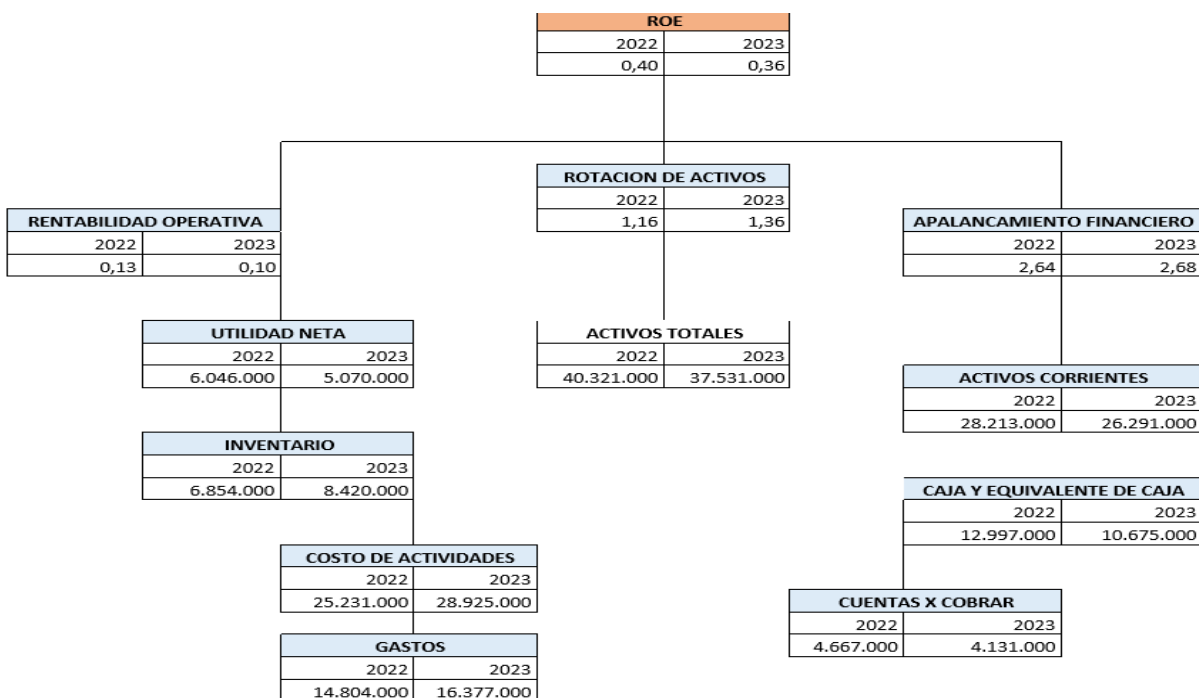 ROE
2022 2023
0,40 0,36
ROTACION DE ACTIVOS
2022 2023
1,16 1,36
RENTABILIDAD OPERATIVA
2022 2023
0,13 0,10
APALANCAMIENTO FINANCIERO
2022 2023
2,64 2,68
UTILIDAD NETA
2022 2023
6.046.000 5.070.000
ACTIVOS TOTALES
2022 2023
40.321.000 37.531.000
ACTIVOS CORRIENTES
2022 2023
28.213.000 26.291.000
INVENTARIO
2022 2023
6.854.000 8.420.000
CAJA Y EQUIVALENTE DE CAJA
2022 2023
12.997.000 10.675.000
COSTO DE ACTIVIDADES
2022 2023
25.231.000 28.925.000
CUENTAS X COBRAR
2022 2023
4.667.000 4.131.000
GASTOS
2022 2023
14.804.000 16.377.000